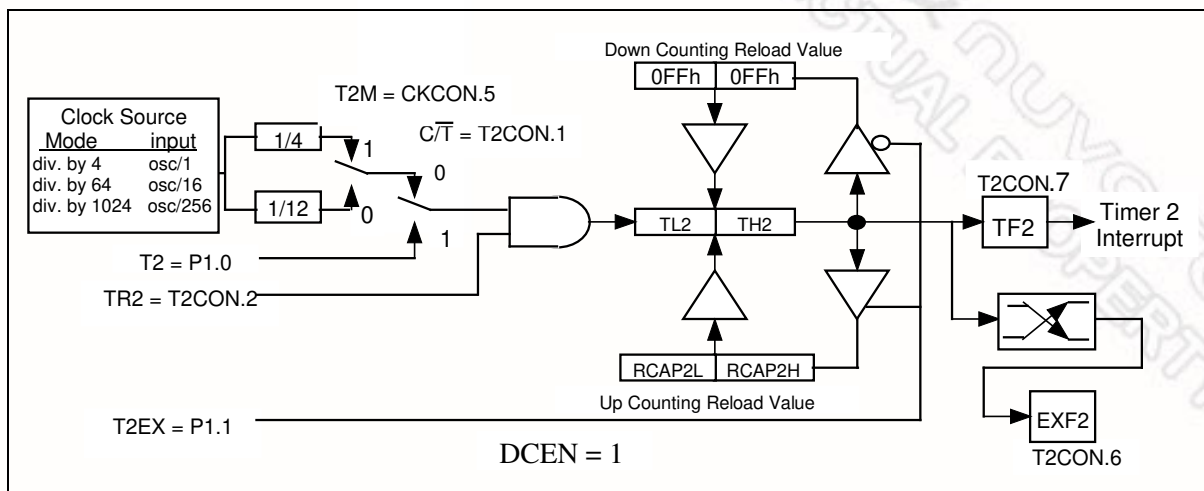 Down Counting Reload Value
0FFh 0FFh
T2M = CKCON.5
Clock Source
Mode input
div. by 4 osc/1
div. by 64 osc/16
div. by 1024 osc/256
1/4
1/12
1
0
C/T = T2CON.1
0
1
T2 = P1.0
TR2 = T2CON.2
TL2 TH2
T2CON.7
TF2
Timer 2
Interrupt
RCAP2L RCAP2H
Up Counting Reload Value
T2EX = P1.1
DCEN = 1
EXF2
T2CON.6